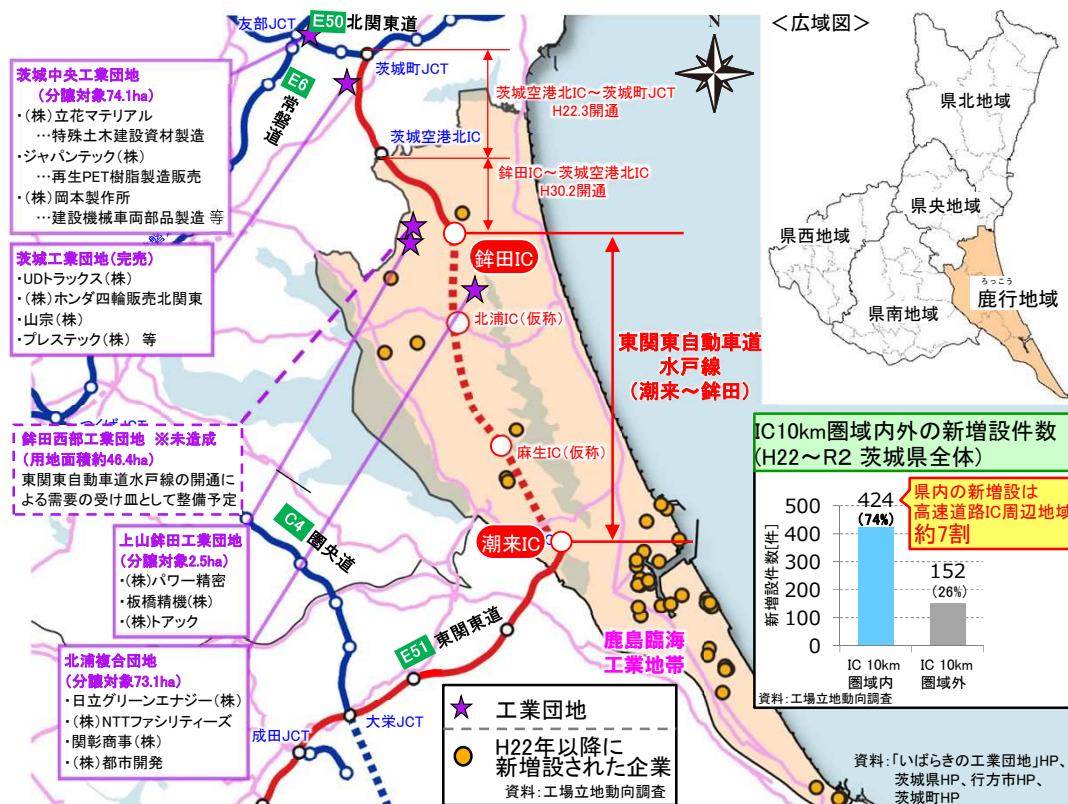 友部JCT
E50 北関東道
茨城町JCT
E6 常磐道
茨城空港北IC
茨城空港北IC～茨城町JCT
H22.3開通
鉾田IC～茨城空港北IC
H30.2開通
N
＜広域図＞
県北地域
県央地域
県西地域
県南地域
ろっこう
鹿行地域
茨城中央工業団地
（分譲対象74.1ha）
・（株）立花マテリアル
…特殊土木建設資材製造
・ジャパンテック（株）
…再生PET樹脂製造販売
・（株）岡本製作所
…建設機械車両部品製造 等
茨城工業団地（完売）
・UDトラックス（株）
・（株）ホンダ四輪販売北関東
・山宗（株）
・プレステック（株） 等
鉾田IC
北浦IC（仮称）
東関東自動車道
水戸線
（潮来～鉾田）
麻生IC（仮称）
潮来IC
鉾田西部工業団地 ※未造成
（用地面積約46.4ha）
東関東自動車道水戸線の開通に
よる需要の受け皿として整備予定
C4 圏央道
上山鉾田工業団地
（分譲対象2.5ha）
・（株）パワー精密
・板橋精機（株）
・（株）トアック
北浦複合団地
（分譲対象73.1ha）
・日立グリーンエナジー（株）
・（株）NTTファシリティーズ
・関彰商事（株）
・（株）都市開発
E51 東関東道
大栄JCT
成田JCT
鹿島臨海
工業地帯
工業団地
H22年以降に
新増設された企業
資料：工場立地動向調査
IC10km圏域内外の新増設件数
（H22～R2 茨城県全体）
県内の新増設は
高速道路IC周辺地域
約7割
新増設件数[件]
500
400
300
200
100
0
424
（74%）
152
（26%）
IC 10km
圏域内
IC 10km
圏域外
資料：工場立地動向調査
資料：「いばらきの工業団地」HP、
茨城県HP、行方市HP、
茨城町HP